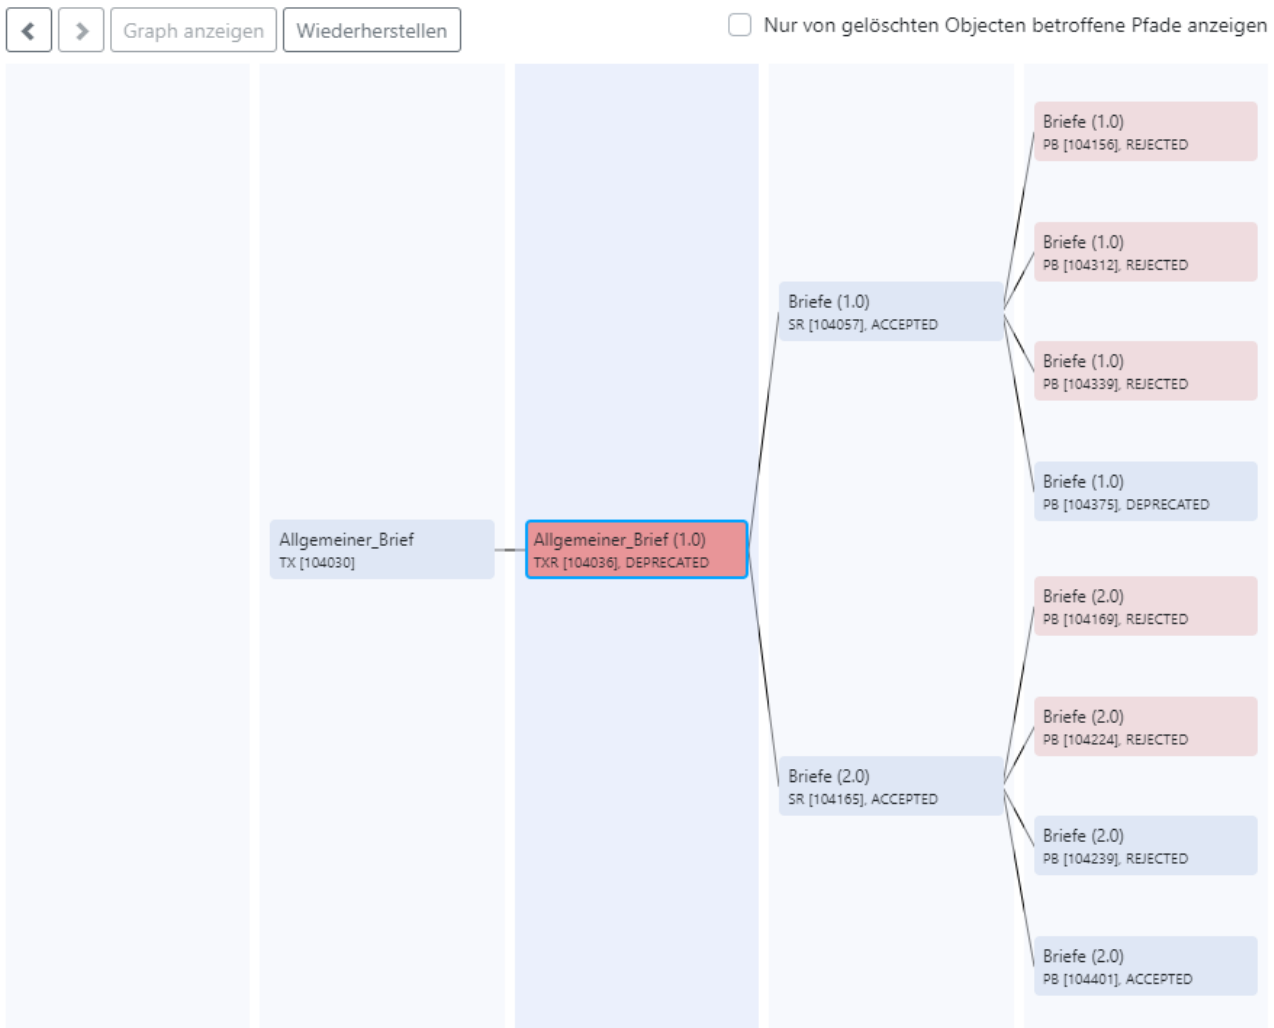 Graph anzeigen
Wiederherstellen
Nur von gelöschten Objecten betroffene Pfade anzeigen
Allgemeiner_Brief
TX [104030]
Allgemeiner_Brief (1.0)
TXR [104036], DEPRECATED
Briefe (1.0)
SR [104057], ACCEPTED
Briefe (2.0)
SR [104165], ACCEPTED
Briefe (1.0)
PB [104156], REJECTED
Briefe (1.0)
PB [104312], REJECTED
Briefe (1.0)
PB [104339], REJECTED
Briefe (1.0)
PB [104375], DEPRECATED
Briefe (2.0)
PB [104169], REJECTED
Briefe (2.0)
PB [104224], REJECTED
Briefe (2.0)
PB [104239], REJECTED
Briefe (2.0)
PB [104401], ACCEPTED